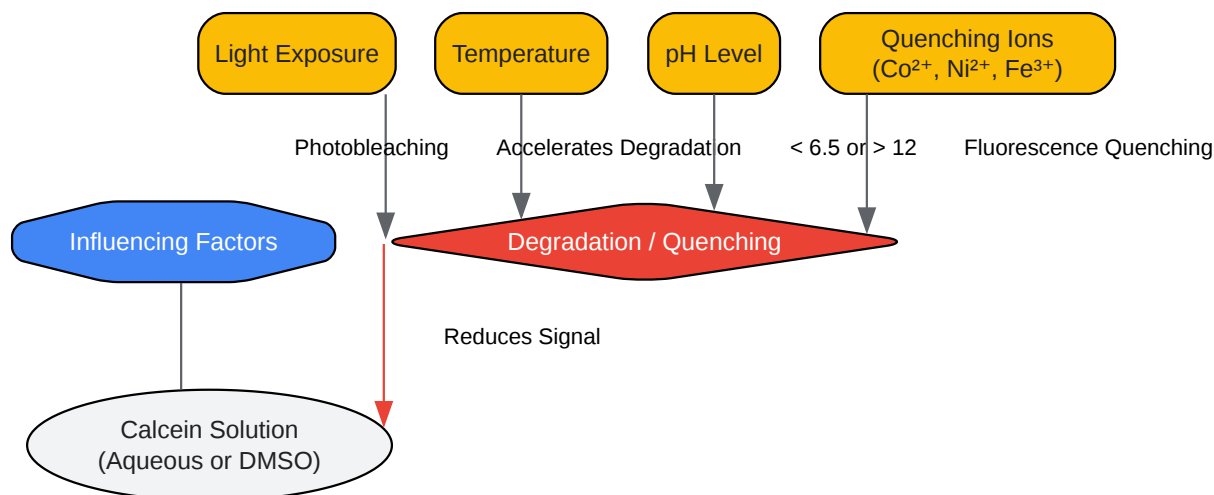 Light Exposure
Temperature
pH Level
Quenching Ions
(Co²⁺, Ni²⁺, Fe³⁺)
Photobleaching
Accelerates Degradation
< 6.5 or > 12
Fluorescence Quenching
Influencing Factors
Degradation / Quenching
Reduces Signal
Calcein Solution
(Aqueous or DMSO)